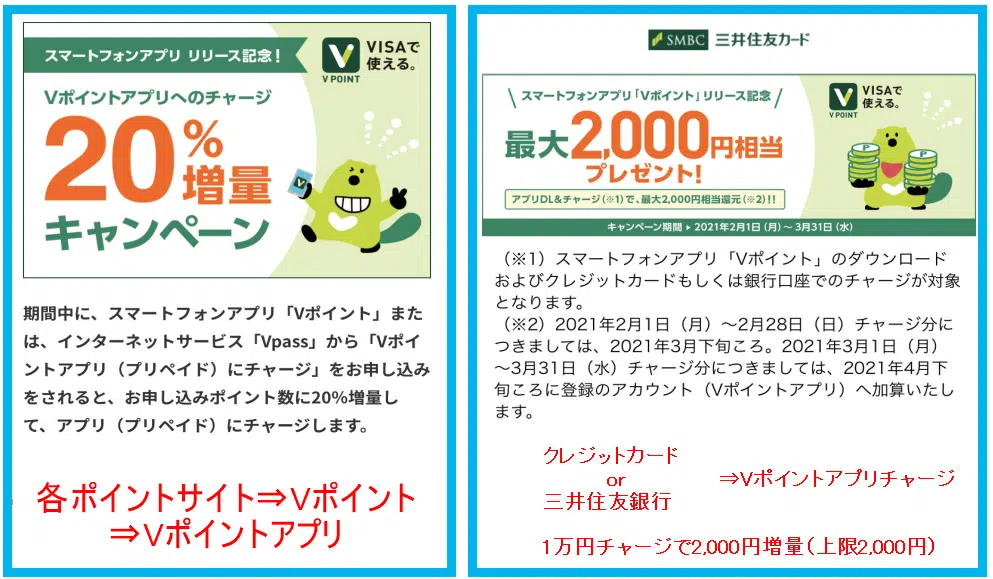 スマートフォンアプリ リリース記念！
VISAで
使える。
V POINT
Vポイントアプリへのチャージ
20%増量
キャンペーン
期間中に、スマートフォンアプリ「Vポイント」また
は、インターネットサービス「Vpass」から「Vポイ
ントアプリ（プリペイド）にチャージ」をお申し込み
をされると、お申し込みポイント数に20%増量し
て、アプリ（プリペイド）にチャージします。
各ポイントサイト⇒Vポイント
⇒Vポイントアプリ
SMBC 三井住友カード
スマートフォンアプリ「Vポイント」リリース記念
VISAで
使える。
V POINT
最大2,000円相当
プレゼント！
アプリDL＆チャージ（※1）で、最大2,000円相当還元（※2）!!
キャンペーン期間 ▶ 2021年2月1日（月）～3月31日（水）
（※1）スマートフォンアプリ「Vポイント」のダウンロード
およびクレジットカードもしくは銀行口座でのチャージが対象
となります。
（※2）2021年2月1日（月）～2月28日（日）チャージ分に
つきましては、2021年3月下旬ころ。2021年3月1日（月）
～3月31日（水）チャージ分につきましては、2021年4月下
旬ころに登録のアカウント（Vポイントアプリ）へ加算いたし
ます。
クレジットカード
or
三井住友銀行
⇒Vポイントアプリチャージ
1万円チャージで2,000円増量（上限2,000円）